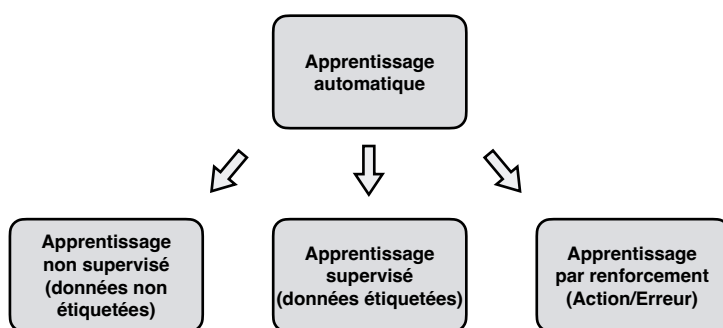 Apprentissage
automatique
Apprentissage
non supervisé
(données non
étiquetées)
Apprentissage
supervisé
(données étiquetées)
Apprentissage
par renforcement
(Action/Erreur)